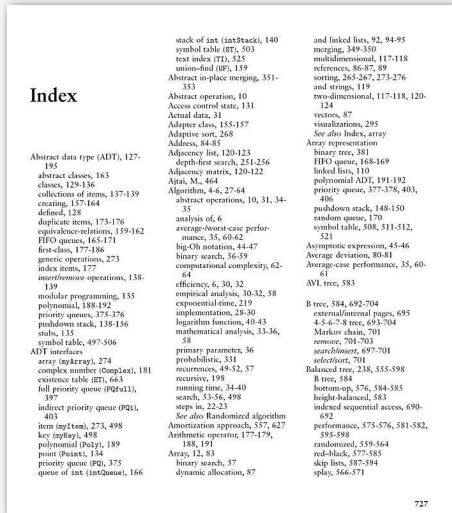 Index
Abstract data type (ADT), 127-
195
abstract classes, 163
classes, 129-136
collections of items, 137-139
creating, 157-164
defined, 128
duplicate items, 173-176
equivalence-relations, 159-162
FIFO queues, 165-171
first-class, 177-186
generic operations, 273
index items, 177
insert/remove operations, 138-
139
modular programming, 135
polynomial, 188-192
priority queues, 375-376
pushdown stack, 138-156
stubs, 135
symbol table, 497-506
ADT interfaces
array (myArray), 274
complex number (Complex), 181
existence table (ET), 663
full priority queue (PQfull),
397
indirect priority queue (PQi),
403
item (myItem), 273, 498
key (myKey), 498
polynomial (Poly), 189
point (Point), 134
priority queue (PQ), 375
queue of int (intQueue), 166
stack of int (intStack), 140
symbol table (ST), 503
text index (TI), 525
union–find (UF), 159
Abstract in-place merging, 351-
353
Abstract operation, 10
Access control state, 131
Actual data, 31
Adapter class, 155-157
Adaptive sort, 268
Address, 84-85
Adjacency list, 120-123
depth-first search, 251-256
Adjacency matrix, 120-122
Ajtai, M., 464
Algorithm, 4-6, 27-64
abstract operations, 10, 31, 34-
35
analysis of, 6
average-/worst-case perfor-
mance, 35, 60-62
big-Oh notation, 44-47
binary search, 56-59
computational complexity, 62-
64
efficiency, 6, 30, 32
empirical analysis, 30-32, 58
exponential-time, 219
implementation, 28-30
logarithm function, 40-43
mathematical analysis, 33-36,
58
primary parameter, 36
probabilistic, 331
recurrences, 49-52, 57
recursive, 198
running time, 34-40
search, 53-56, 498
steps in, 22-23
See also Randomized algorithm
Amortization approach, 557, 627
Arithmetic operator, 177-179,
188, 191
Array, 12, 83
binary search, 57
dynamic allocation, 87
and linked lists, 92, 94-95
merging, 349-350
multidimensional, 117-118
references, 86-87, 89
sorting, 265-267, 273-276
and strings, 119
two-dimensional, 117-118, 120-
124
vectors, 87
visualizations, 295
See also Index, array
Array representation
binary tree, 381
FIFO queue, 168-169
linked lists, 110
polynomial ADT, 191-192
priority queue, 377-378, 403,
406
pushdown stack, 148-150
random queue, 170
symbol table, 508, 511-512,
521
Asymptotic expression, 45-46
Average deviation, 80-81
Average-case performance, 35, 60-
61
AVL tree, 583
B tree, 584, 692-704
external/internal pages, 695
4-5-6-7-8 tree, 693-704
Markov chain, 701
remove, 701-703
search/insert, 697-701
select/sort, 701
Balanced tree, 238, 555-598
B tree, 584
bottom-up, 576, 584-585
height-balanced, 583
indexed sequential access, 690-
692
performance, 575-576, 581-582,
595-598
randomized, 559-564
red–black, 577-585
skip lists, 587-594
splay, 566-571
727